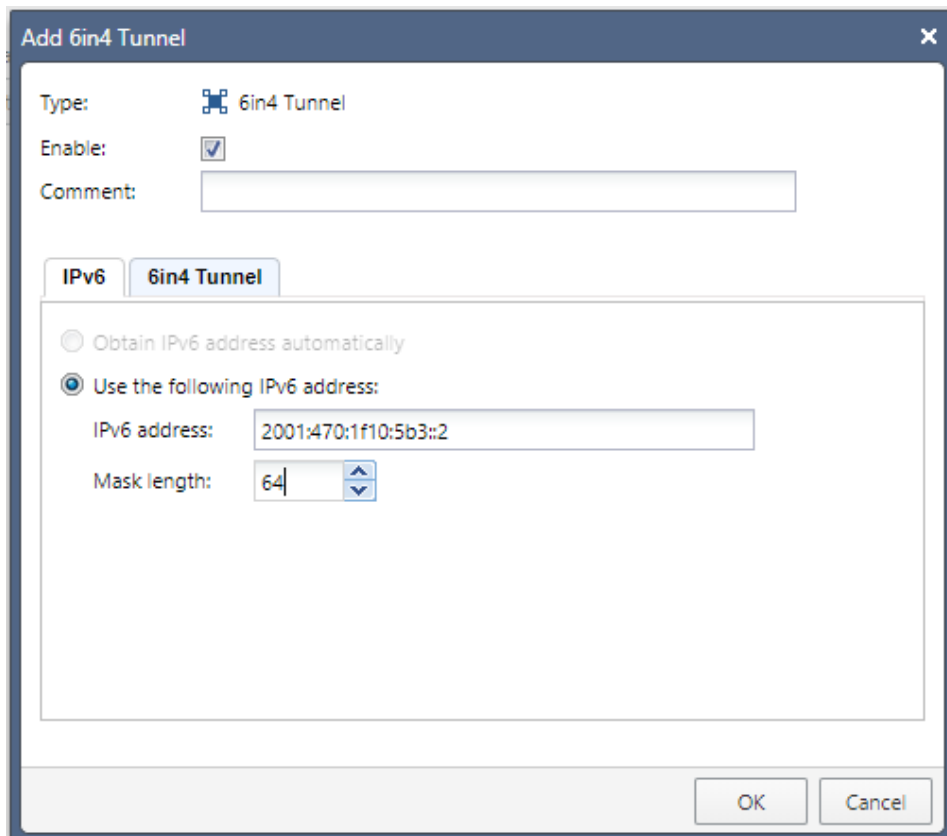 Add 6in4 Tunnel
Type: 6in4 Tunnel
Enable:
Comment:
IPv6 6in4 Tunnel
Obtain IPv6 address automatically
Use the following IPv6 address:
IPv6 address: 2001:470:1f10:5b3::2
Mask length: 64
OK Cancel